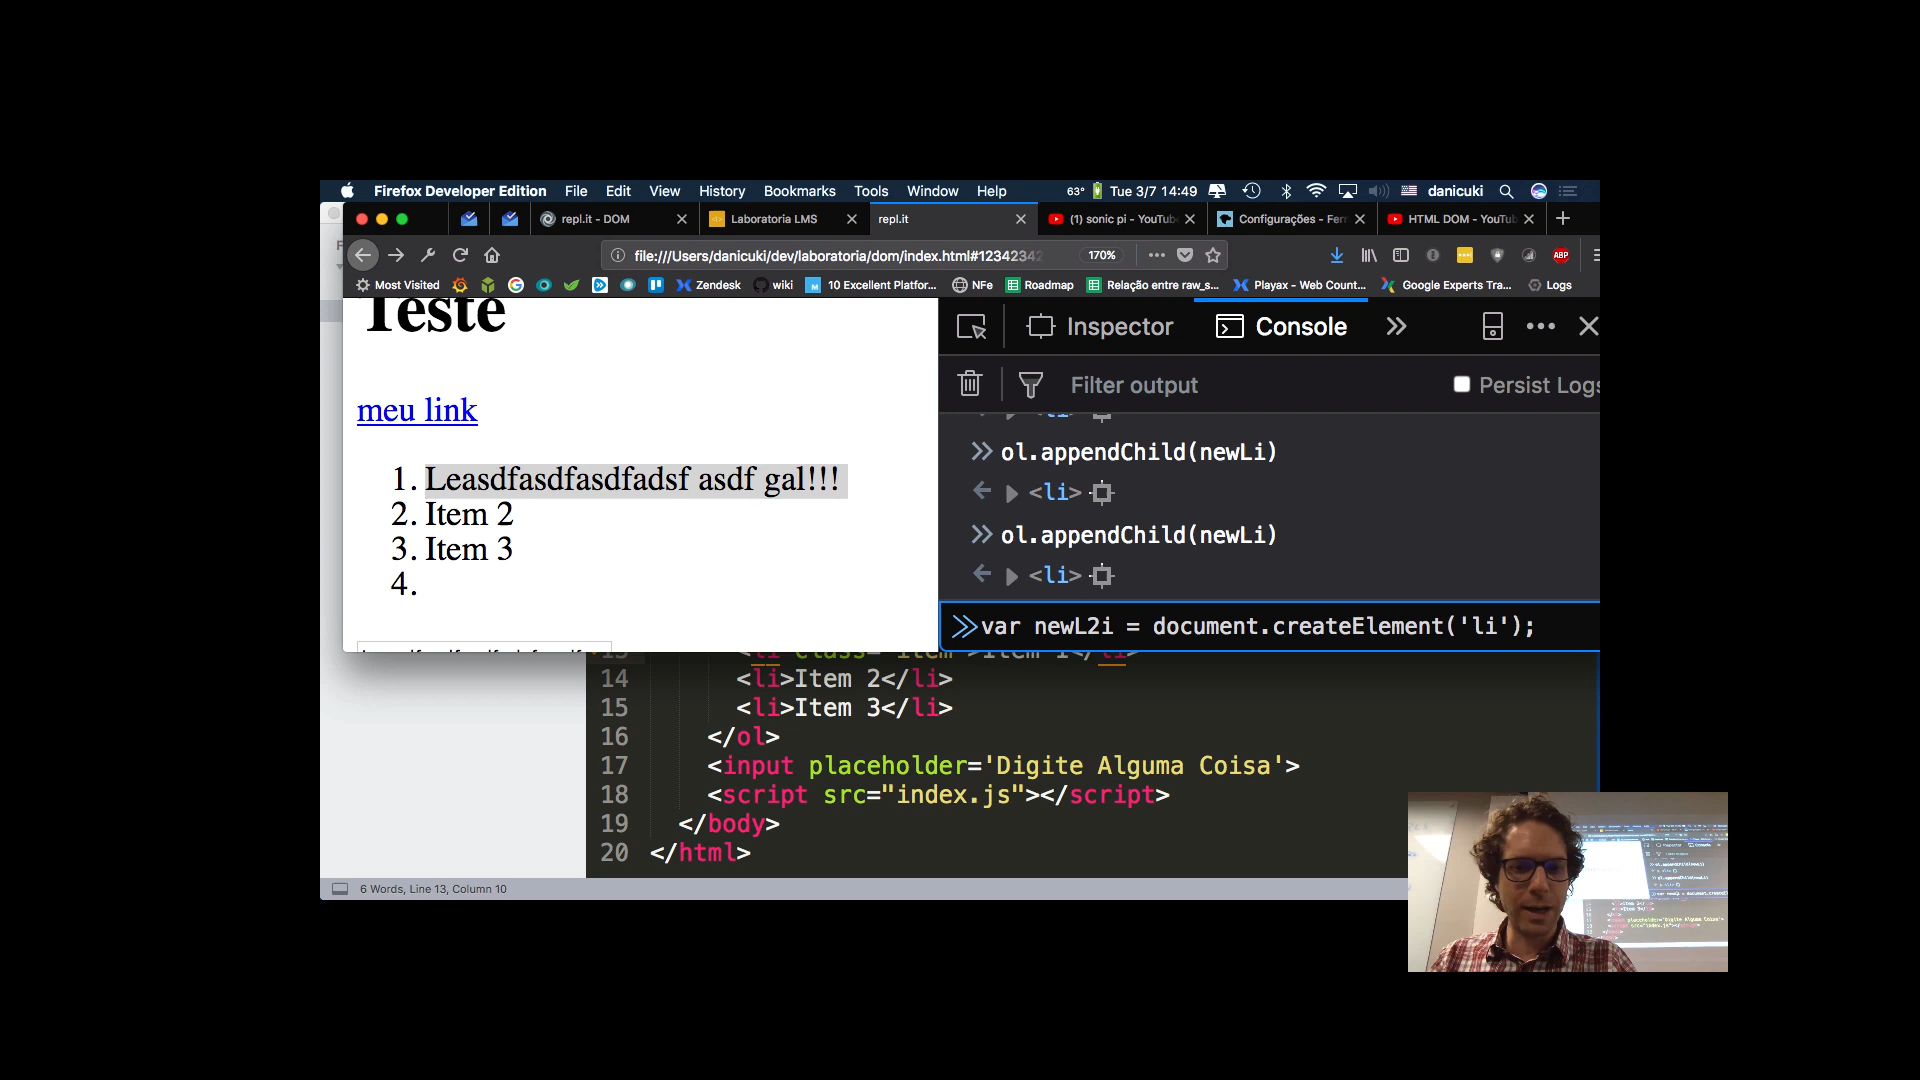 Firefox Developer Edition File Edit View History Bookmarks Tools Window Help 63° Tue 3/7 14:49 danicuki
repl.it - DOM Laboratoria LMS repl.it (1) sonic pi - YouTub Configurações - Ferr HTML DOM - YouTub
file:///Users/danicuki/dev/laboratoria/dom/index.html#12342342 170% ABP
Most Visited Zendesk wiki 10 Excellent Platfor... NFe Roadmap Relação entre raw_s... Playax - Web Count... Google Experts Tra... Logs
Teste
meu link
1. Leasdfasdfasdfadsf asdf gal!!!
2. Item 2
3. Item 3
4.
Inspector Console
Filter output Persist Logs
ol.appendChild(newLi)
<li>
ol.appendChild(newLi)
<li>
var newL2i = document.createElement('li');
14 <li>Item 2</li>
15 <li>Item 3</li>
16 </ol>
17 <input placeholder='Digite Alguma Coisa'>
18 <script src="index.js"></script>
19 </body>
20 </html>
6 Words, Line 13, Column 10